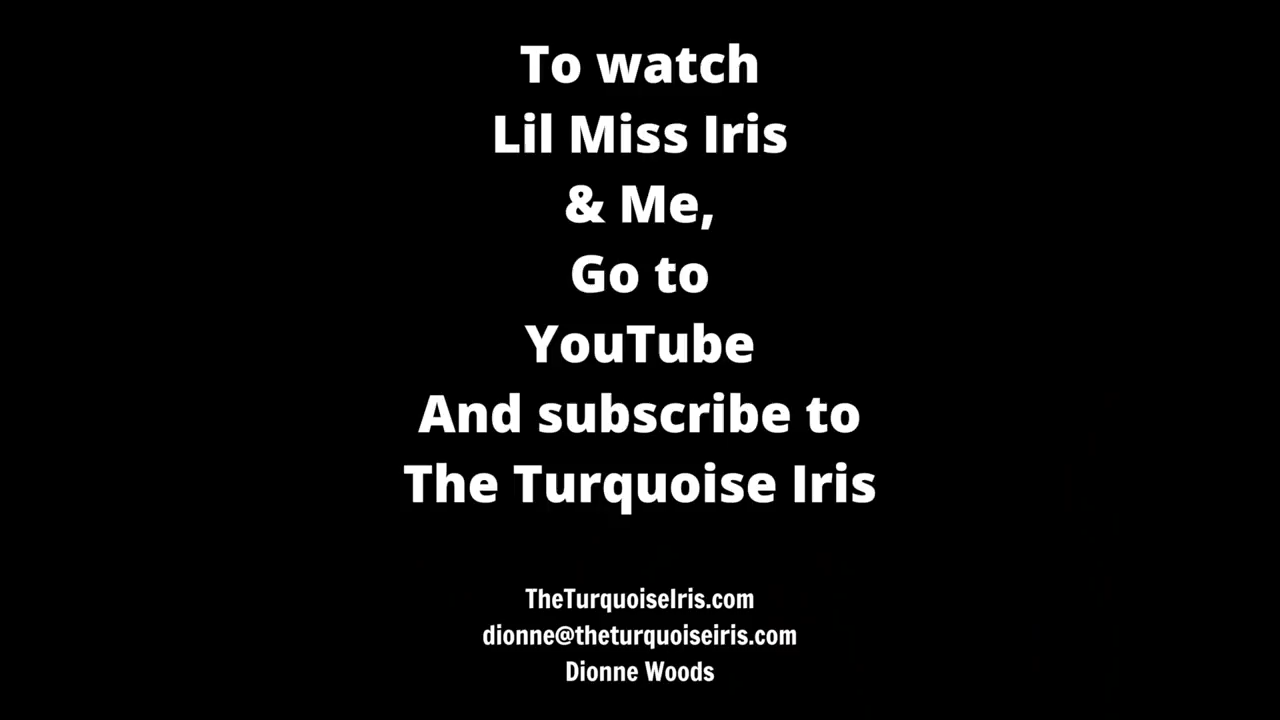 To watch
Lil Miss Iris
& Me,
Go to
YouTube
And subscribe to
The Turquoise Iris
TheTurquoiseIris.com
dionne@theturquoiseiris.com
Dionne Woods